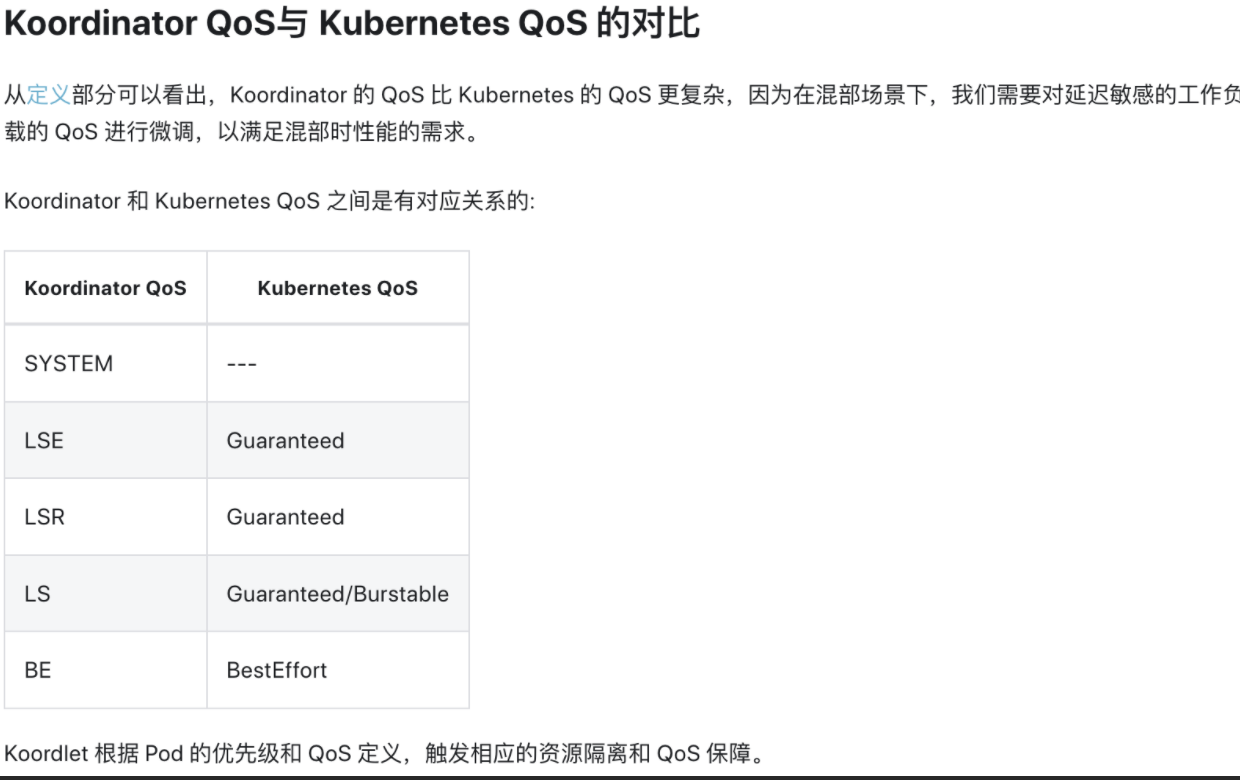 Koordinator QoS与 Kubernetes QoS 的对比
从定义部分可以看出，Koordinator 的 QoS 比 Kubernetes 的 QoS 更复杂，因为在混部场景下，我们需要对延迟敏感的工作负
载的 QoS 进行微调，以满足混部时性能的需求。
Koordinator 和 Kubernetes QoS 之间是有对应关系的:
Koordinator QoS Kubernetes QoS
SYSTEM ---
LSE Guaranteed
LSR Guaranteed
LS Guaranteed/Burstable
BE BestEffort
Koordlet 根据 Pod 的优先级和 QoS 定义，触发相应的资源隔离和 QoS 保障。